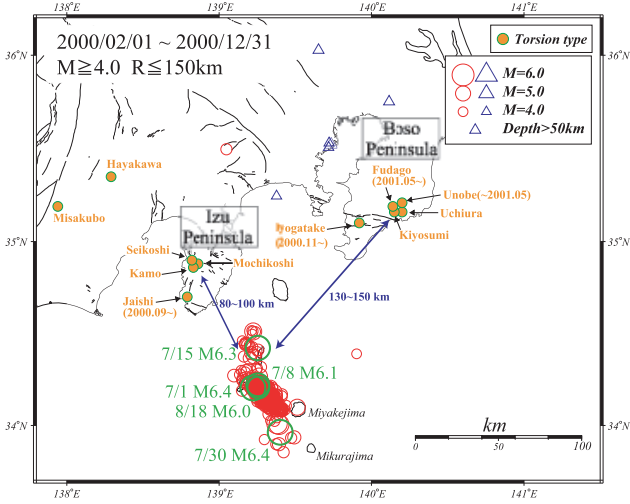 2000/02/01 ~ 2000/12/31
M≧4.0 R≦150km
Torsion type
M=6.0
M=5.0
M=4.0
Depth>50km
36°N
Boso
Peninsula
Hayakawa
Fudago
(2001.05~)
Unobe(~2001.05)
Misakubo
Uchiura
Izu
Peninsula
(2000.11~)
Kiyosumi
35°N
Seikoshi
Mochikoshi
Kamo
Jaishi
(2000.09~)
80~100 km
130~150 km
7/15 M6.3
7/8 M6.1
7/1 M6.4
8/18 M6.0
Miyakejima
34°N
7/30 M6.4
Mikurajima
km
0 50 100
138°E 139°E 140°E 141°E